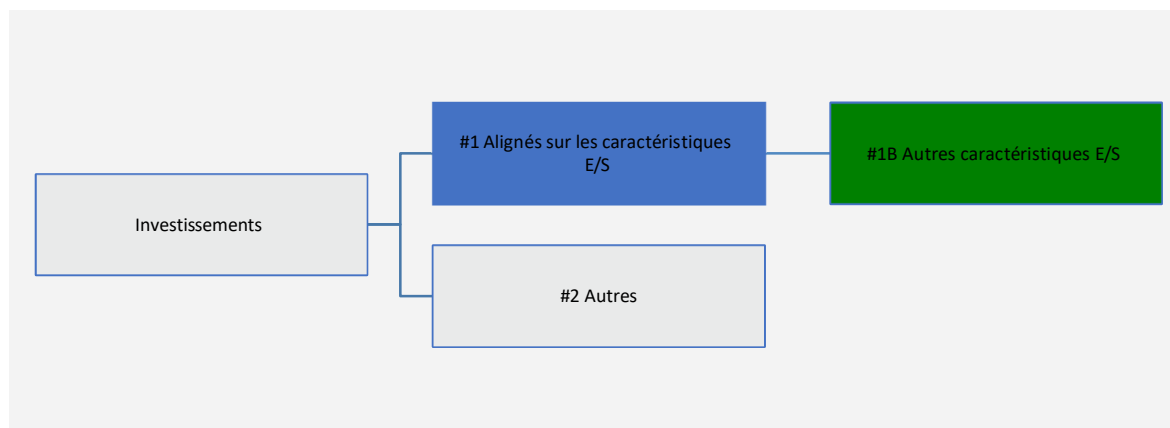 #1 Alignés sur les caractéristiques
E/S
#1B Autres caractéristiques E/S
Investissements
#2 Autres